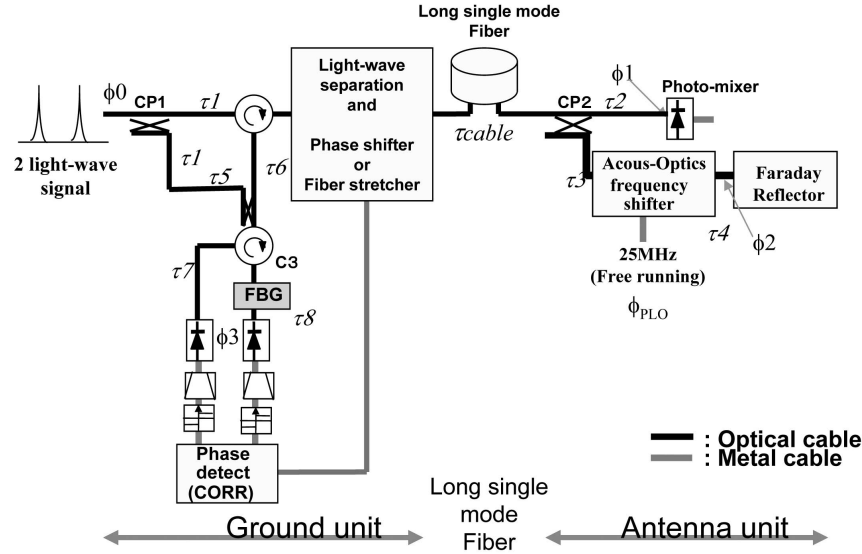 Long single mode
Fiber
ϕ0
CP1
τ1
Light-wave
separation
and
Phase shifter
or
Fiber stretcher
τcable
CP2
ϕ1
τ2
Photo-mixer
2 light-wave
signal
τ1
τ5
τ6
τ3
Acous-Optics
frequency
shifter
Faday
Reflector
τ4
ϕ2
25MHz
(Free running)
ϕPLO
τ7
C3
FBG
τ8
ϕ3
Phase
detect
(CORR)
: Optical cable
: Metal cable
Ground unit
Long single
mode
Fiber
Antenna unit